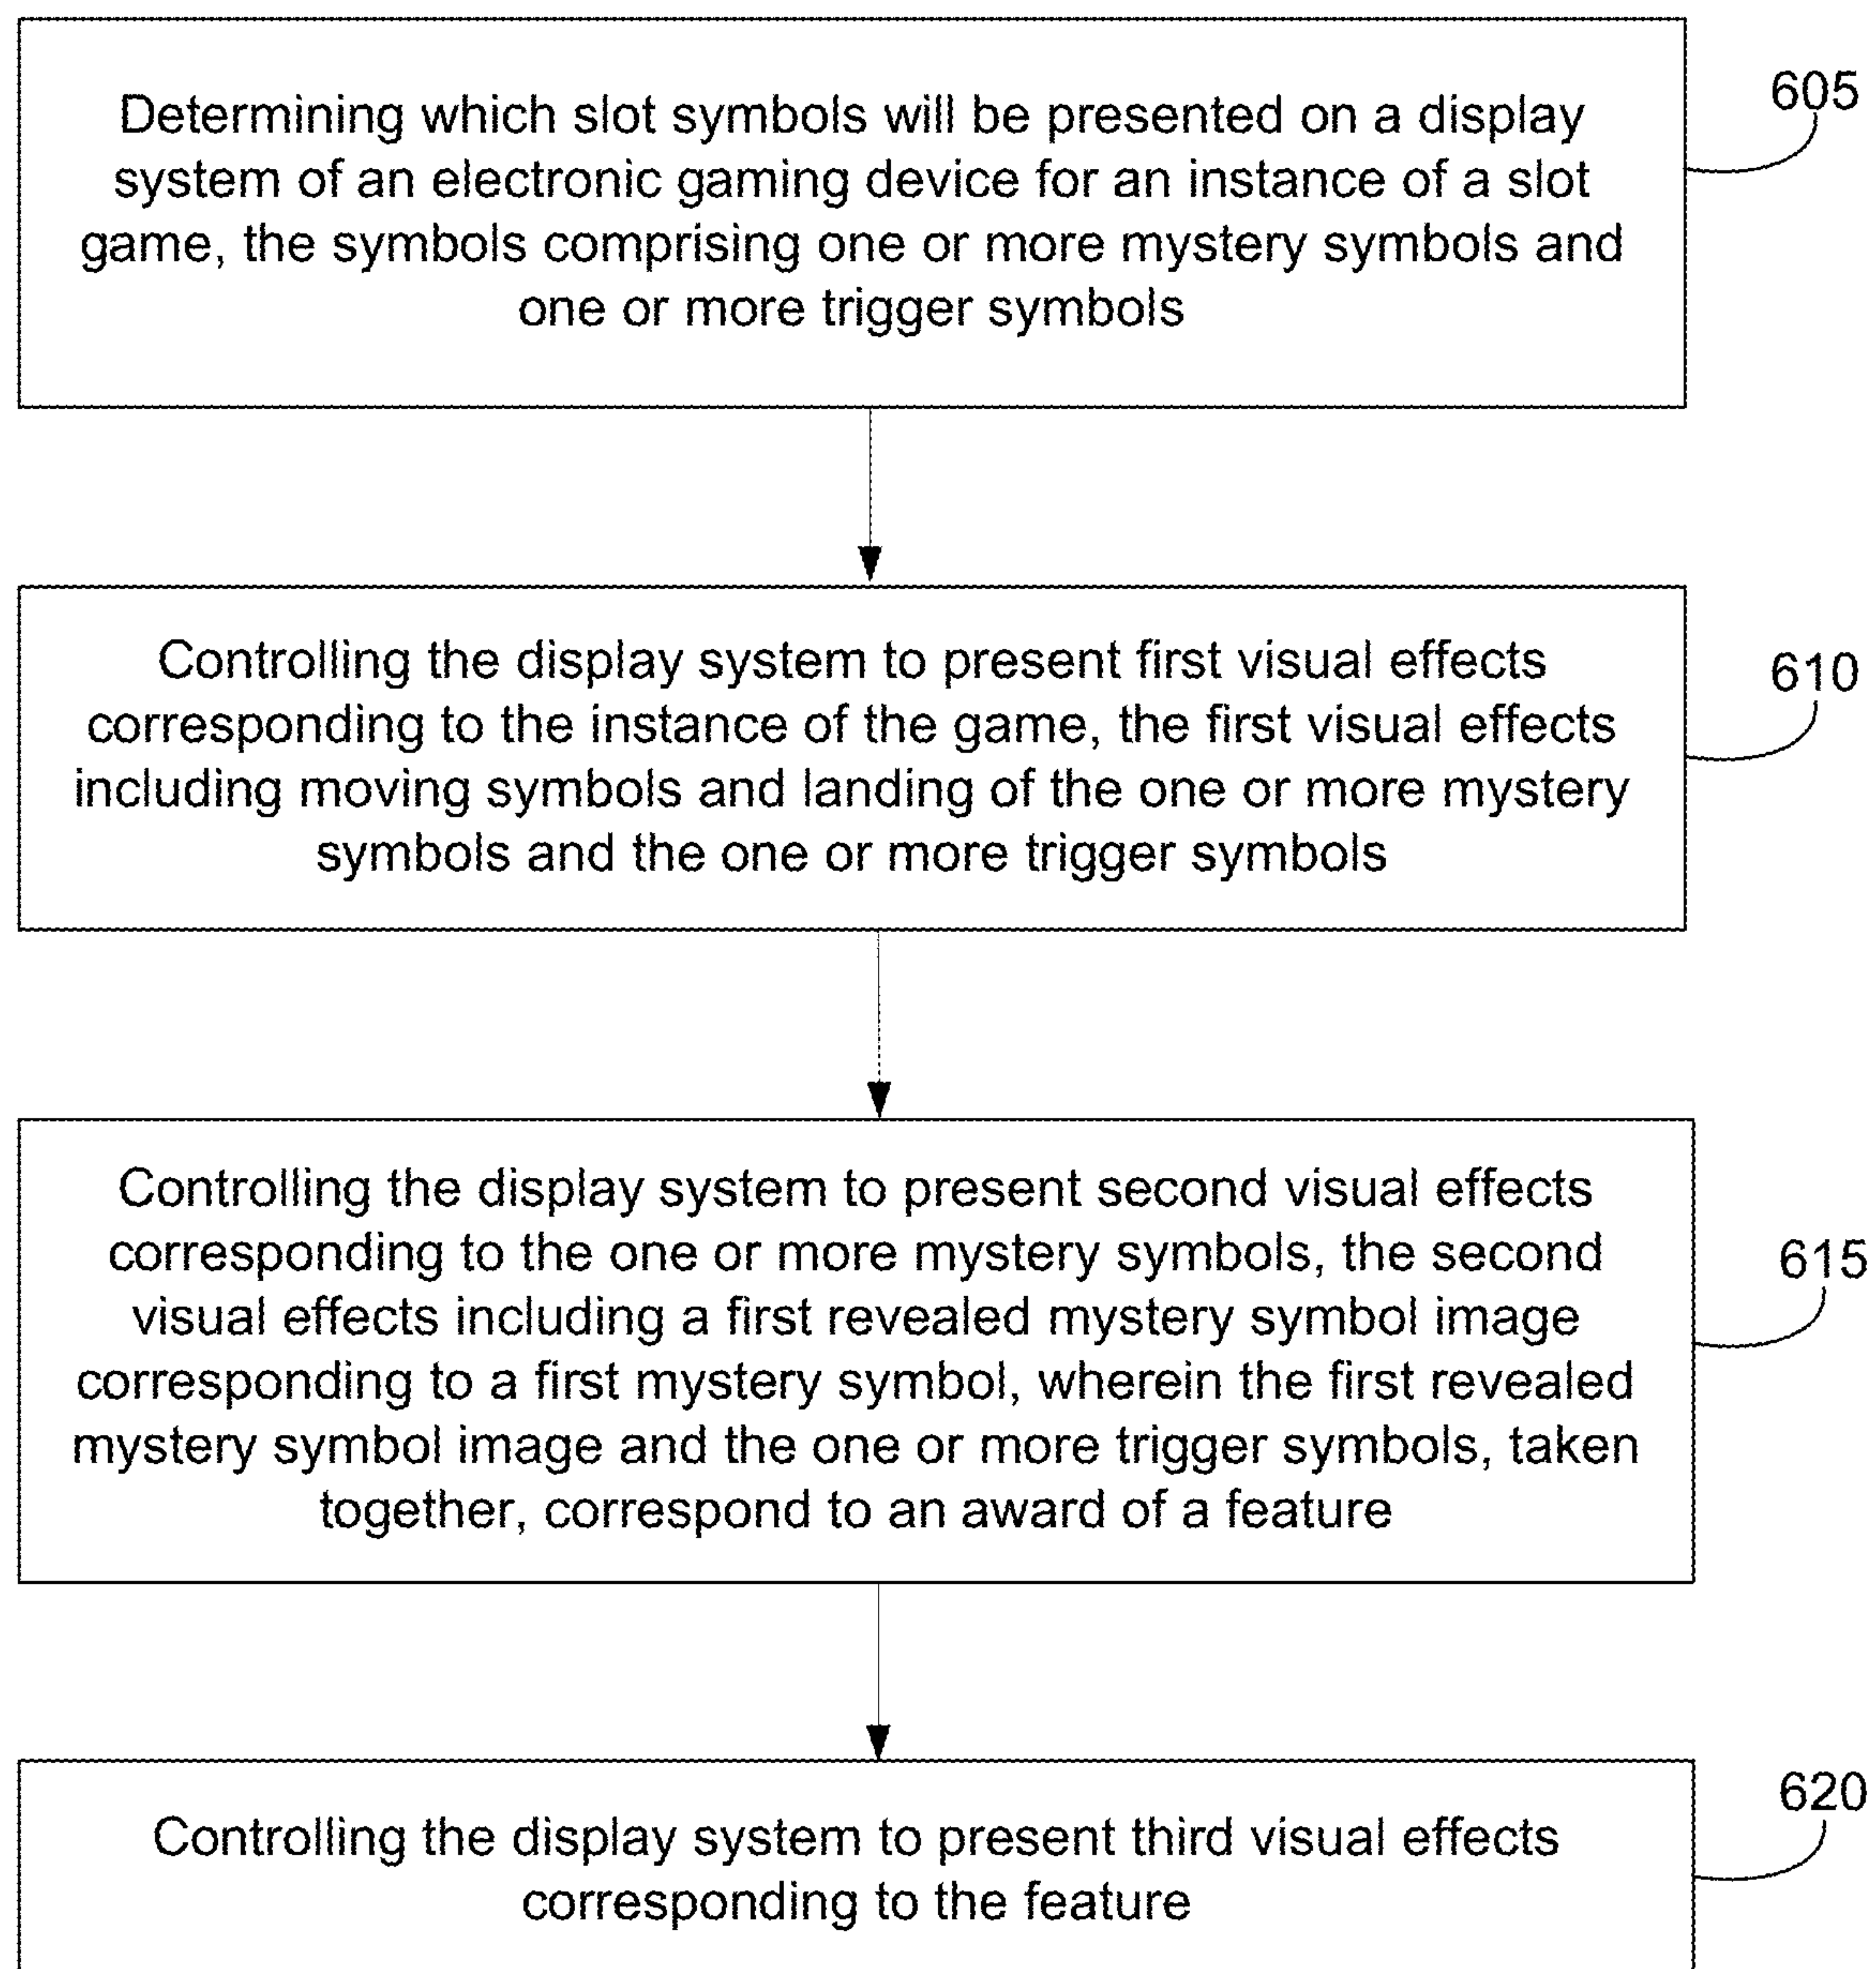 Determining which slot symbols will be presented on a display
system of an electronic gaming device for an instance of a slot
game, the symbols comprising one or more mystery symbols and
one or more trigger symbols
605
Controlling the display system to present first visual effects
corresponding to the instance of the game, the first visual effects
including moving symbols and landing of the one or more mystery
symbols and the one or more trigger symbols
610
Controlling the display system to present second visual effects
corresponding to the one or more mystery symbols, the second
visual effects including a first revealed mystery symbol image
corresponding to a first mystery symbol, wherein the first revealed
mystery symbol image and the one or more trigger symbols, taken
together, correspond to an award of a feature
615
Controlling the display system to present third visual effects
corresponding to the feature
620